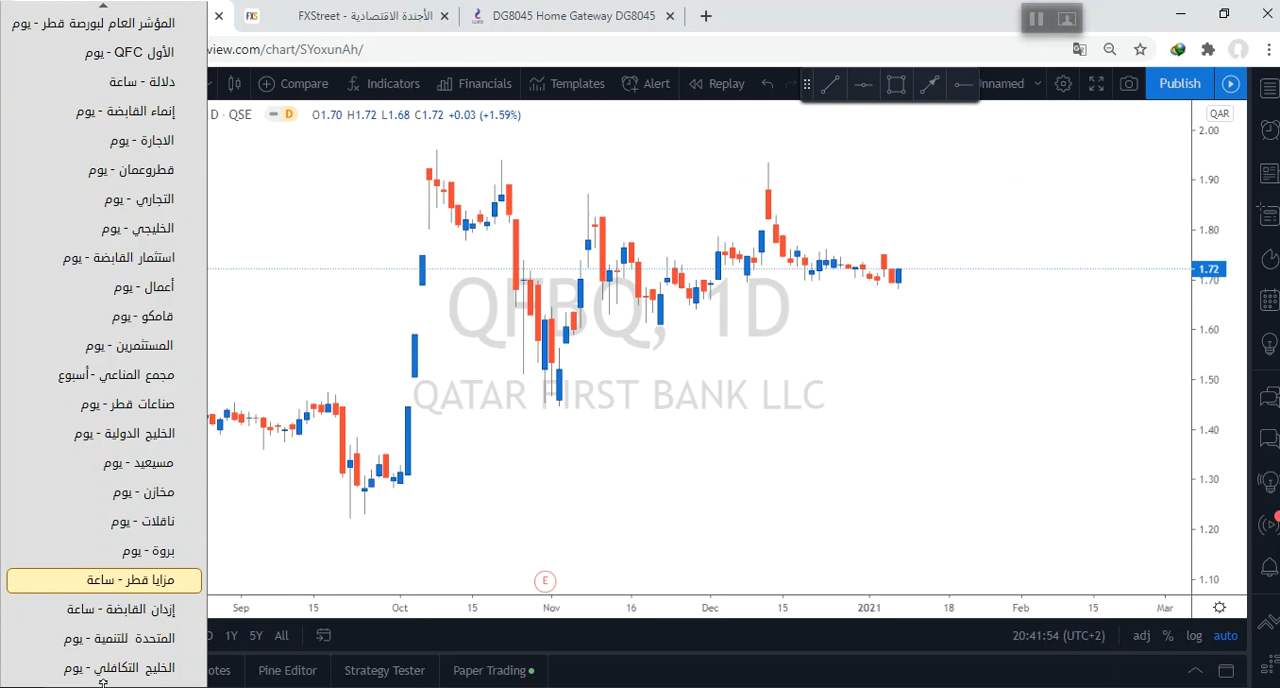 المؤشر العام لبورصة قطر - يوم
الأول QFC - يوم
دلالة - ساعة
إنماء القابضة - يوم
الاجارة - يوم
قطروعمان - يوم
التجاري - يوم
الخليجي - يوم
استثمار القابضة - يوم
أعمال - يوم
قامكو - يوم
المستثمرين - يوم
مجمع المناعي -أسبوع
صناعات قطر - يوم
الخليج الدولية - يوم
مسيعيد - يوم
مخازن - يوم
ناقلات - يوم
بروة - يوم
مزايا قطر - ساعة
إزدان القابضة - ساعة
المتحدة للتنمية - يوم
الخليج التكافلي - يوم
FXS FXStreet - الأجندة الاقتصادية
DG8045 Home Gateway DG8045
view.com/chart/SYoxunAh/
Compare Indicators Financials Templates Alert Replay nnamed Publish
D · QSE D O1.70 H1.72 L1.68 C1.72 +0.03 (+1.59%)
QAR
2.00
1.90
1.80
1.72
1.70
1.60
1.50
1.40
1.30
1.20
1.10
QFBQ, 1D
QATAR FIRST BANK LLC
E
Sep 15 Oct 15 Nov 16 Dec 15 2021 18 Feb 15 Mar
D 1Y 5Y All 20:41:54 (UTC+2) adj % log auto
otes Pine Editor Strategy Tester Paper Trading